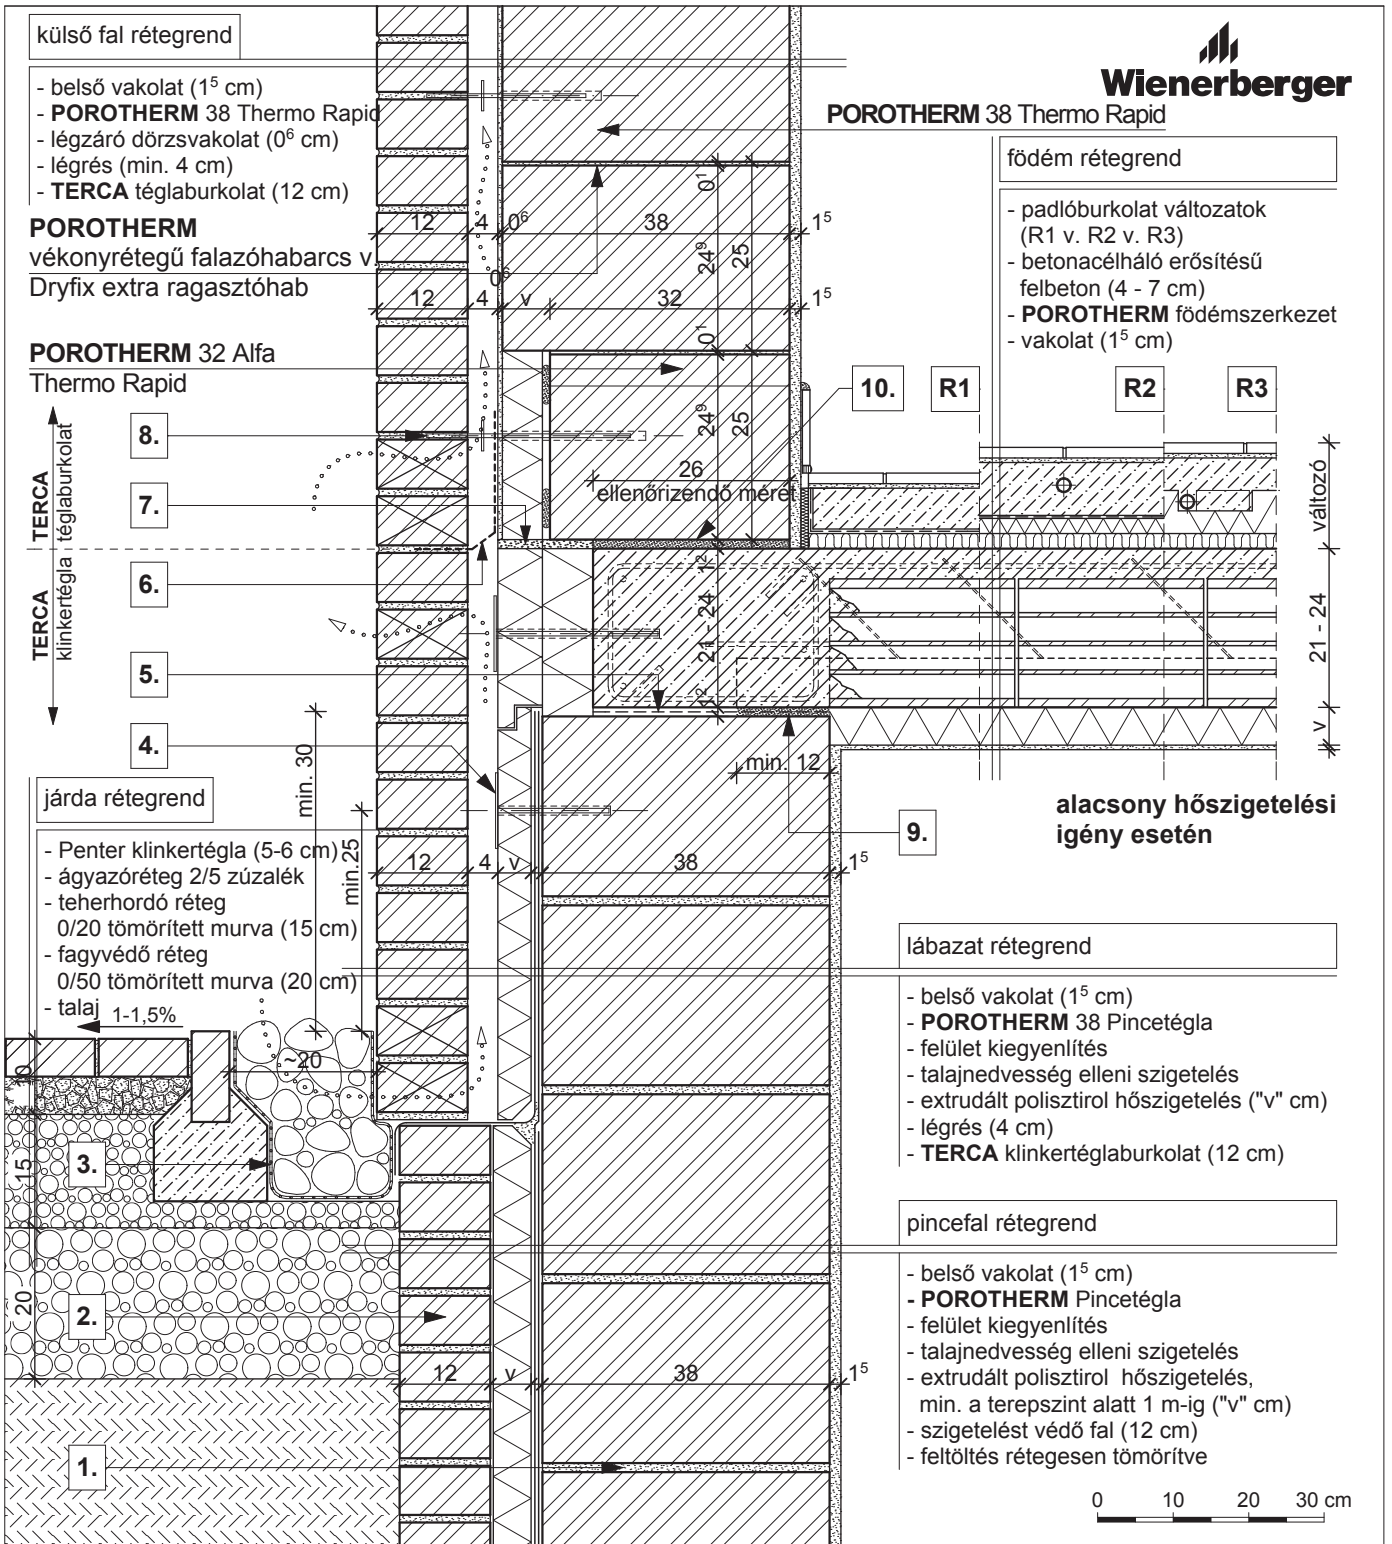 külső fal rétegrend
- belső vakolat (1⁵ cm)
- POROTHERM 38 Thermo Rapid
- légzáró dörzsvakolat (0⁶ cm)
- légrés (min. 4 cm)
- TERCA téglaburkolat (12 cm)
POROTHERM
vékonyrétegű falazóhabarcs v.
Dryfix extra ragasztóhab
POROTHERM 32 Alfa
Thermo Rapid
Wienerberger
POROTHERM 38 Thermo Rapid
födém rétegrend
- padlóburkolat változatok
(R1 v. R2 v. R3)
- betonacélháló erősítésű
felbeton (4 - 7 cm)
- POROTHERM födémszerkezet
- vakolat (1⁵ cm)
12 4 0⁶ 38 1⁵
0⁶
12 4 v 32 1⁵
0¹
24⁹ 25
0¹
24⁹ 25
10.
R1
R2
R3
TERCA
téglaburkolat
TERCA
klinkertégla
8.
7.
6.
5.
4.
26
ellenőrizendő méret
1²
21 - 24
1²
változó
21 - 24
v
min. 12
min. 30
min.25
9.
alacsony hőszigetelési
igény esetén
járda rétegrend
- Penter klinkertégla (5-6 cm)
- ágyazóréteg 2/5 zúzalék
- teherhordó réteg
0/20 tömörített murva (15 cm)
- fagyvédő réteg
0/50 tömörített murva (20 cm)
- talaj
1-1,5%
12 4 v 38 1⁵
lábazat rétegrend
- belső vakolat (1⁵ cm)
- POROTHERM 38 Pincetégla
- felület kiegyenlítés
- talajnedvesség elleni szigetelés
- extrudált polisztirol hőszigetelés ("v" cm)
- légrés (4 cm)
- TERCA klinkertéglaburkolat (12 cm)
~20
10
15
20
3.
2.
1.
12 v 38 1⁵
pincefal rétegrend
- belső vakolat (1⁵ cm)
- POROTHERM Pincetégla
- felület kiegyenlítés
- talajnedvesség elleni szigetelés
- extrudált polisztirol hőszigetelés,
min. a terepszint alatt 1 m-ig ("v" cm)
- szigetelést védő fal (12 cm)
- feltöltés rétegesen tömörítve
0 10 20 30 cm